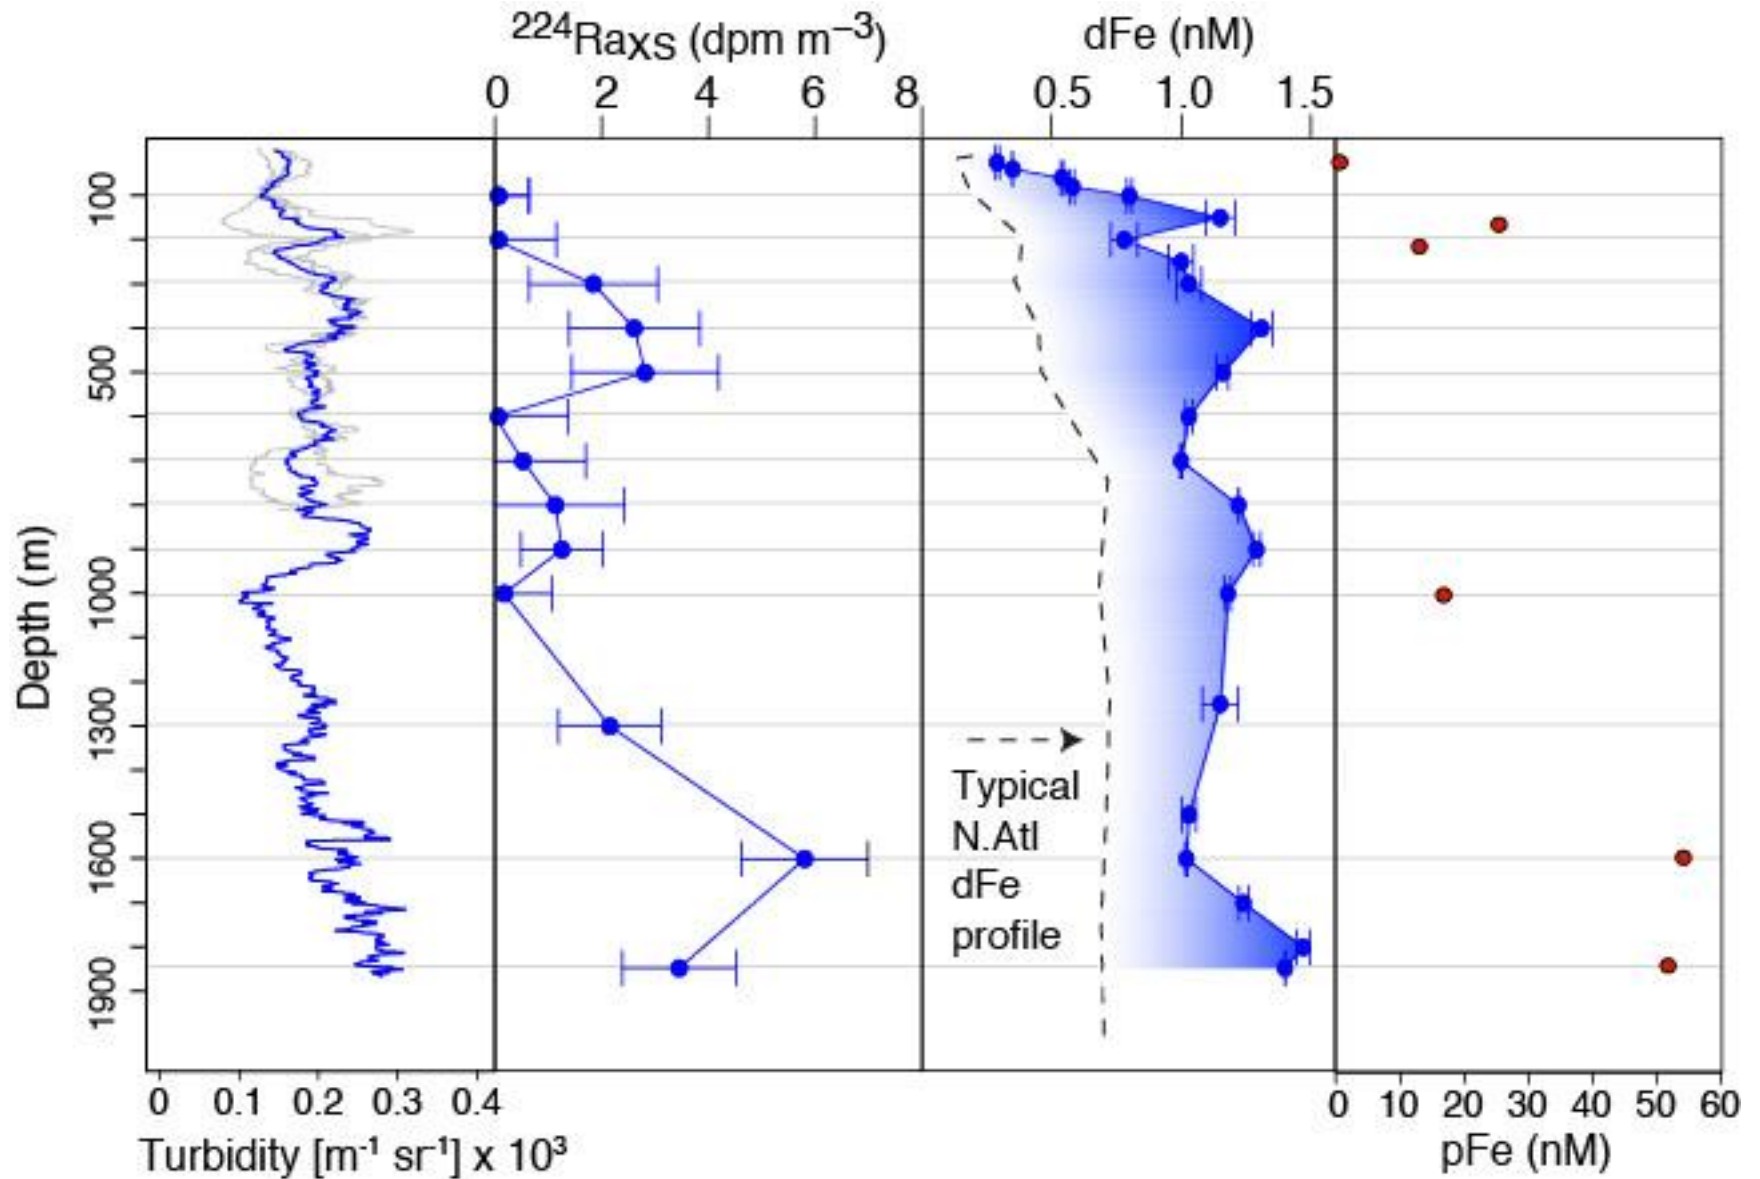 ²²⁴Raxs (dpm m⁻³) dFe (nM)
0 2 4 6 8 0.5 1.0 1.5
Depth (m)
100
500
1000
1300
1600
1900
Typical
N.Atl
dFe
profile
0 0.1 0.2 0.3 0.4 0 10 20 30 40 50 60
Turbidity [m⁻¹ sr⁻¹] x 10³ pFe (nM)